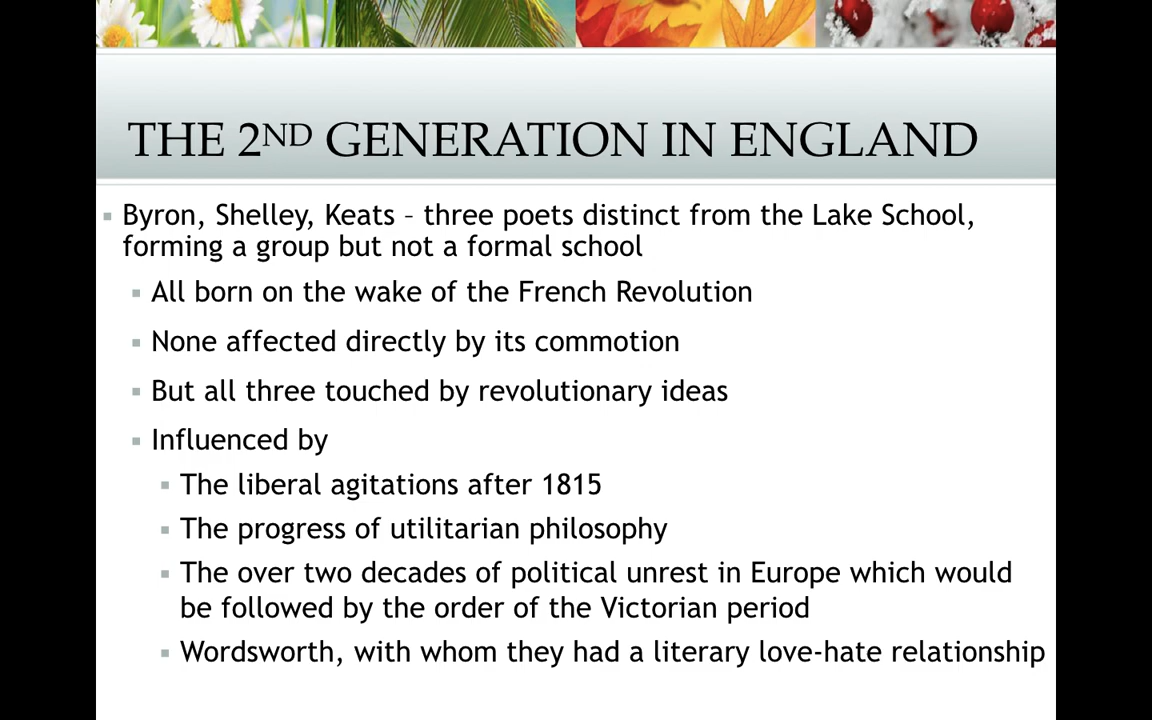 THE 2ND GENERATION IN ENGLAND
Byron, Shelley, Keats – three poets distinct from the Lake School,
forming a group but not a formal school
All born on the wake of the French Revolution
None affected directly by its commotion
But all three touched by revolutionary ideas
Influenced by
The liberal agitations after 1815
The progress of utilitarian philosophy
The over two decades of political unrest in Europe which would
be followed by the order of the Victorian period
Wordsworth, with whom they had a literary love-hate relationship